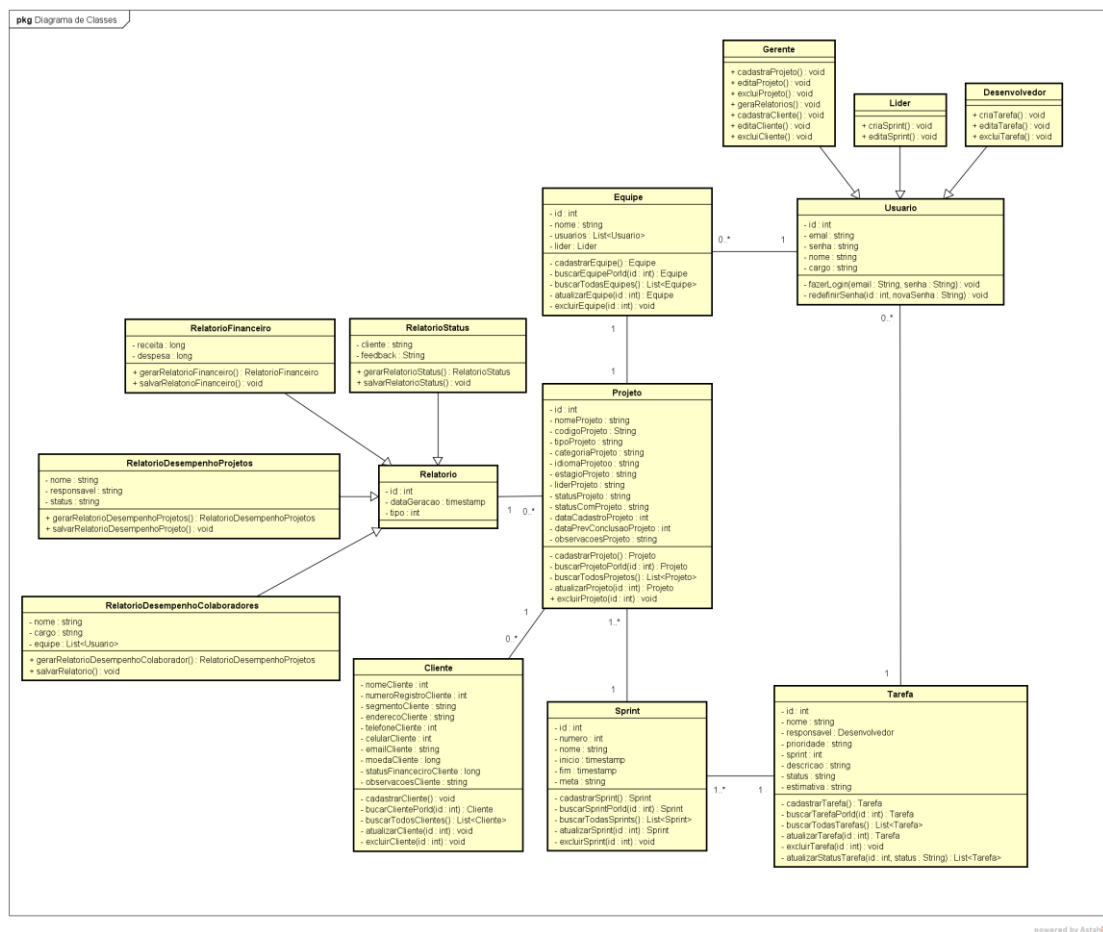 pkg Diagrama de Classes
Gerente
+ cadastraProjeto() : void
+ editaProjeto() : void
+ excluiProjeto() : void
+ geraRelatorios() : void
+ cadastraCliente() : void
+ editaCliente() : void
+ excluiCliente() : void
Lider
+ criaSprint() : void
+ editaSprint() : void
Desenvolvedor
+ criaTarefa() : void
+ editaTarefa() : void
+ excluiTarefa() : void
Equipe
- id : int
- nome : string
- usuarios : List<Usuario>
- lider : Lider
- cadastrarEquipe() : Equipe
- buscarEquipePorId(id : int) : Equipe
- buscarTodasEquipes() : List<Equipe>
- atualizarEquipe(id : int) : Equipe
- excluirEquipe(id : int) : void
0..*
1
Usuario
- id : int
- emal : string
- senha : string
- nome : string
- cargo : string
- fazerLogin(email : String, senha : String) : void
- redefinirSenha(id : int, novaSenha : String) : void
0..*
1
1
RelatorioFinanceiro
- receita : long
- despesa : long
+ gerarRelatorioFinanceiro() : RelatorioFinanceiro
+ salvarRelatorioFinanceiro() : void
RelatorioStatus
- cliente : string
- feedback : String
+ gerarRelatorioStatus() : RelatorioStatus
+ salvarRelatorioStatus() : void
Projeto
- id : int
- nomeProjeto : string
- codigoProjeto : String
- tipoProjeto : string
- categoriaProjeto : string
- idiomaProjetoo : string
- estagioProjeto : string
- liderProjeto : string
- statusProjeto : string
- statusComProjeto : string
- dataCadastroProjeto : int
- dataPrevConclusaoProjeto : int
- observacoesProjeto : string
- cadastrarProjeto() : Projeto
- buscarProjetoPorId(id : int) : Projeto
- buscarTodosProjetos() : List<Projeto>
- atualizarProjeto(id : int) : Projeto
+ excluirProjeto(id : int) : void
RelatorioDesempenhoProjetos
- nome : string
- responsavel : string
- status : string
+ gerarRelatorioDesempenhoProjetos() : RelatorioDesempenhoProjetos
+ salvarRelatorioDesempenhoProjeto() : void
Relatorio
- id : int
- dataGeracao : timestamp
- tipo : int
1
0..*
RelatorioDesempenhoColaboradores
- nome : string
- cargo : string
- equipe : List<Usuario>
+ gerarRelatorioDesempenhoColaborador() : RelatorioDesempenhoProjetos
+ salvarRelatorio() : void
1
0..*
1..*
1
1
Cliente
- nomeCliente : int
- numeroRegistroCliente : int
- segmentoCliente : string
- enderecoCliente : string
- telefoneCliente : int
- celularCliente : int
- emailCliente : string
- moedaCliente : long
- statusFinanceciroCliente : long
- observacoesCliente : string
- cadastrarCliente() : void
- bucarClientePorId(id : int) : Cliente
- buscarTodosClientes() : List<Cliente>
- atualizarCliente(id : int) : void
- excluirCliente(id : int) : void
Sprint
- id : int
- numero : int
- nome : string
- inicio : timestamp
- fim : timestamp
- meta : string
- cadastrarSprint() : Sprint
- buscarSprintPorId(id : int) : Sprint
- buscarTodasSprints() : List<Sprint>
- atualizarSprint(id : int) : Sprint
- excluirSprint(id : int) : void
1..*
1
Tarefa
- id : int
- nome : string
- responsavel : Desenvolvedor
- prioridade : string
- sprint : int
- descricao : string
- status : string
- estimativa : string
- cadastrarTarefa() : Tarefa
- buscarTarefaPorId(id : int) : Tarefa
- buscarTodasTarefas() : List<Tarefa>
- atualizarTarefa(id : int) : Tarefa
- excluirTarefa(id : int) : void
- atualizarStatusTarefa(id : int, status : String) : List<Tarefa>
powered by Astah